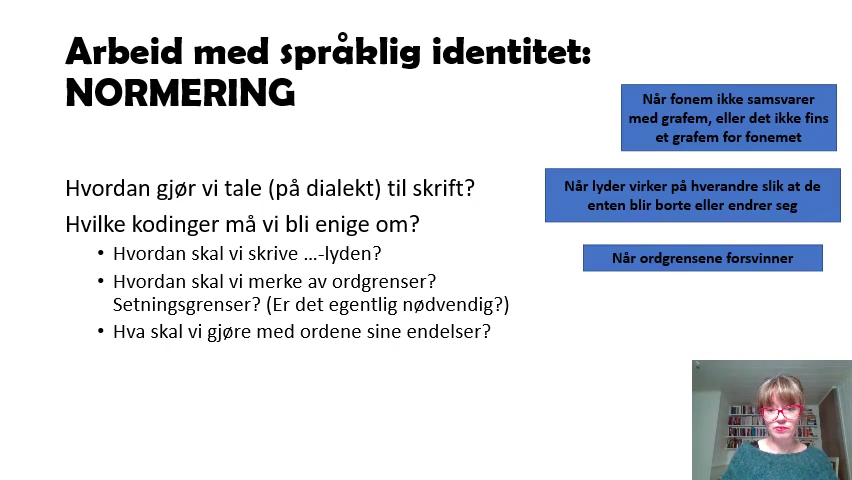 Arbeid med språklig identitet:
NORMERING
Når fonem ikke samsvarer
med grafem, eller det ikke fins
et grafem for fonemet
Hvordan gjør vi tale (på dialekt) til skrift?
Når lyder virker på hverandre slik at de
enten blir borte eller endrer seg
Hvilke kodinger må vi bli enige om?
• Hvordan skal vi skrive …-lyden?
Når ordgrensene forsvinner
• Hvordan skal vi merke av ordgrenser?
Setningsgrenser? (Er det egentlig nødvendig?)
• Hva skal vi gjøre med ordene sine endelser?